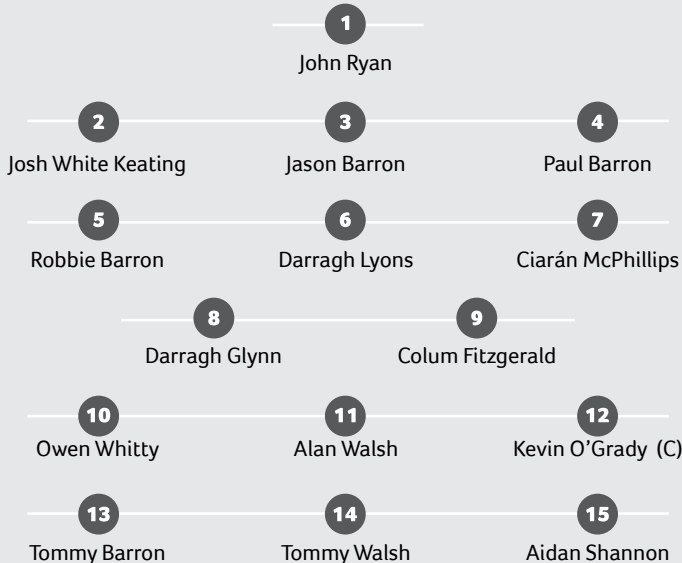 1
John Ryan
2 3 4
Josh White Keating Jason Barron Paul Barron
5 6 7
Robbie Barron Darragh Lyons Ciarán McPhillips
8 9
Darragh Glynn Colum Fitzgerald
10 11 12
Owen Whitty Alan Walsh Kevin O’Grady (C)
13 14 15
Tommy Barron Tommy Walsh Aidan Shannon